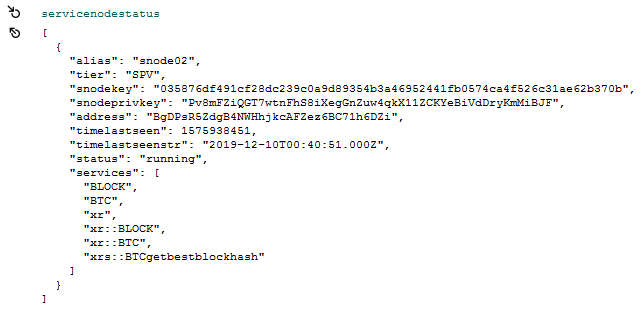 servicenodestatus
[
{
"alias": "snode02",
"tier": "SPV",
"snodekey": "035876df491cf28dc239c0a9d89354b3a46952441fb0574ca4f526c31ae62b370b",
"snodeprivkey": "Pv8mFZiQGT7wtnFhS8iXegGnZuw4qkX11ZCKYeBiVdDryKmMiBJF",
"address": "BgDPsR5ZdgB4NWHhjkcAFZez6BC71h6DZi",
"timelastseen": 1575938451,
"timelastseenstr": "2019-12-10T00:40:51.000Z",
"status": "running",
"services": [
"BLOCK",
"BTC",
"xr",
"xr::BLOCK",
"xr::BTC",
"xrs::BTCgetbestblockhash"
]
}
]